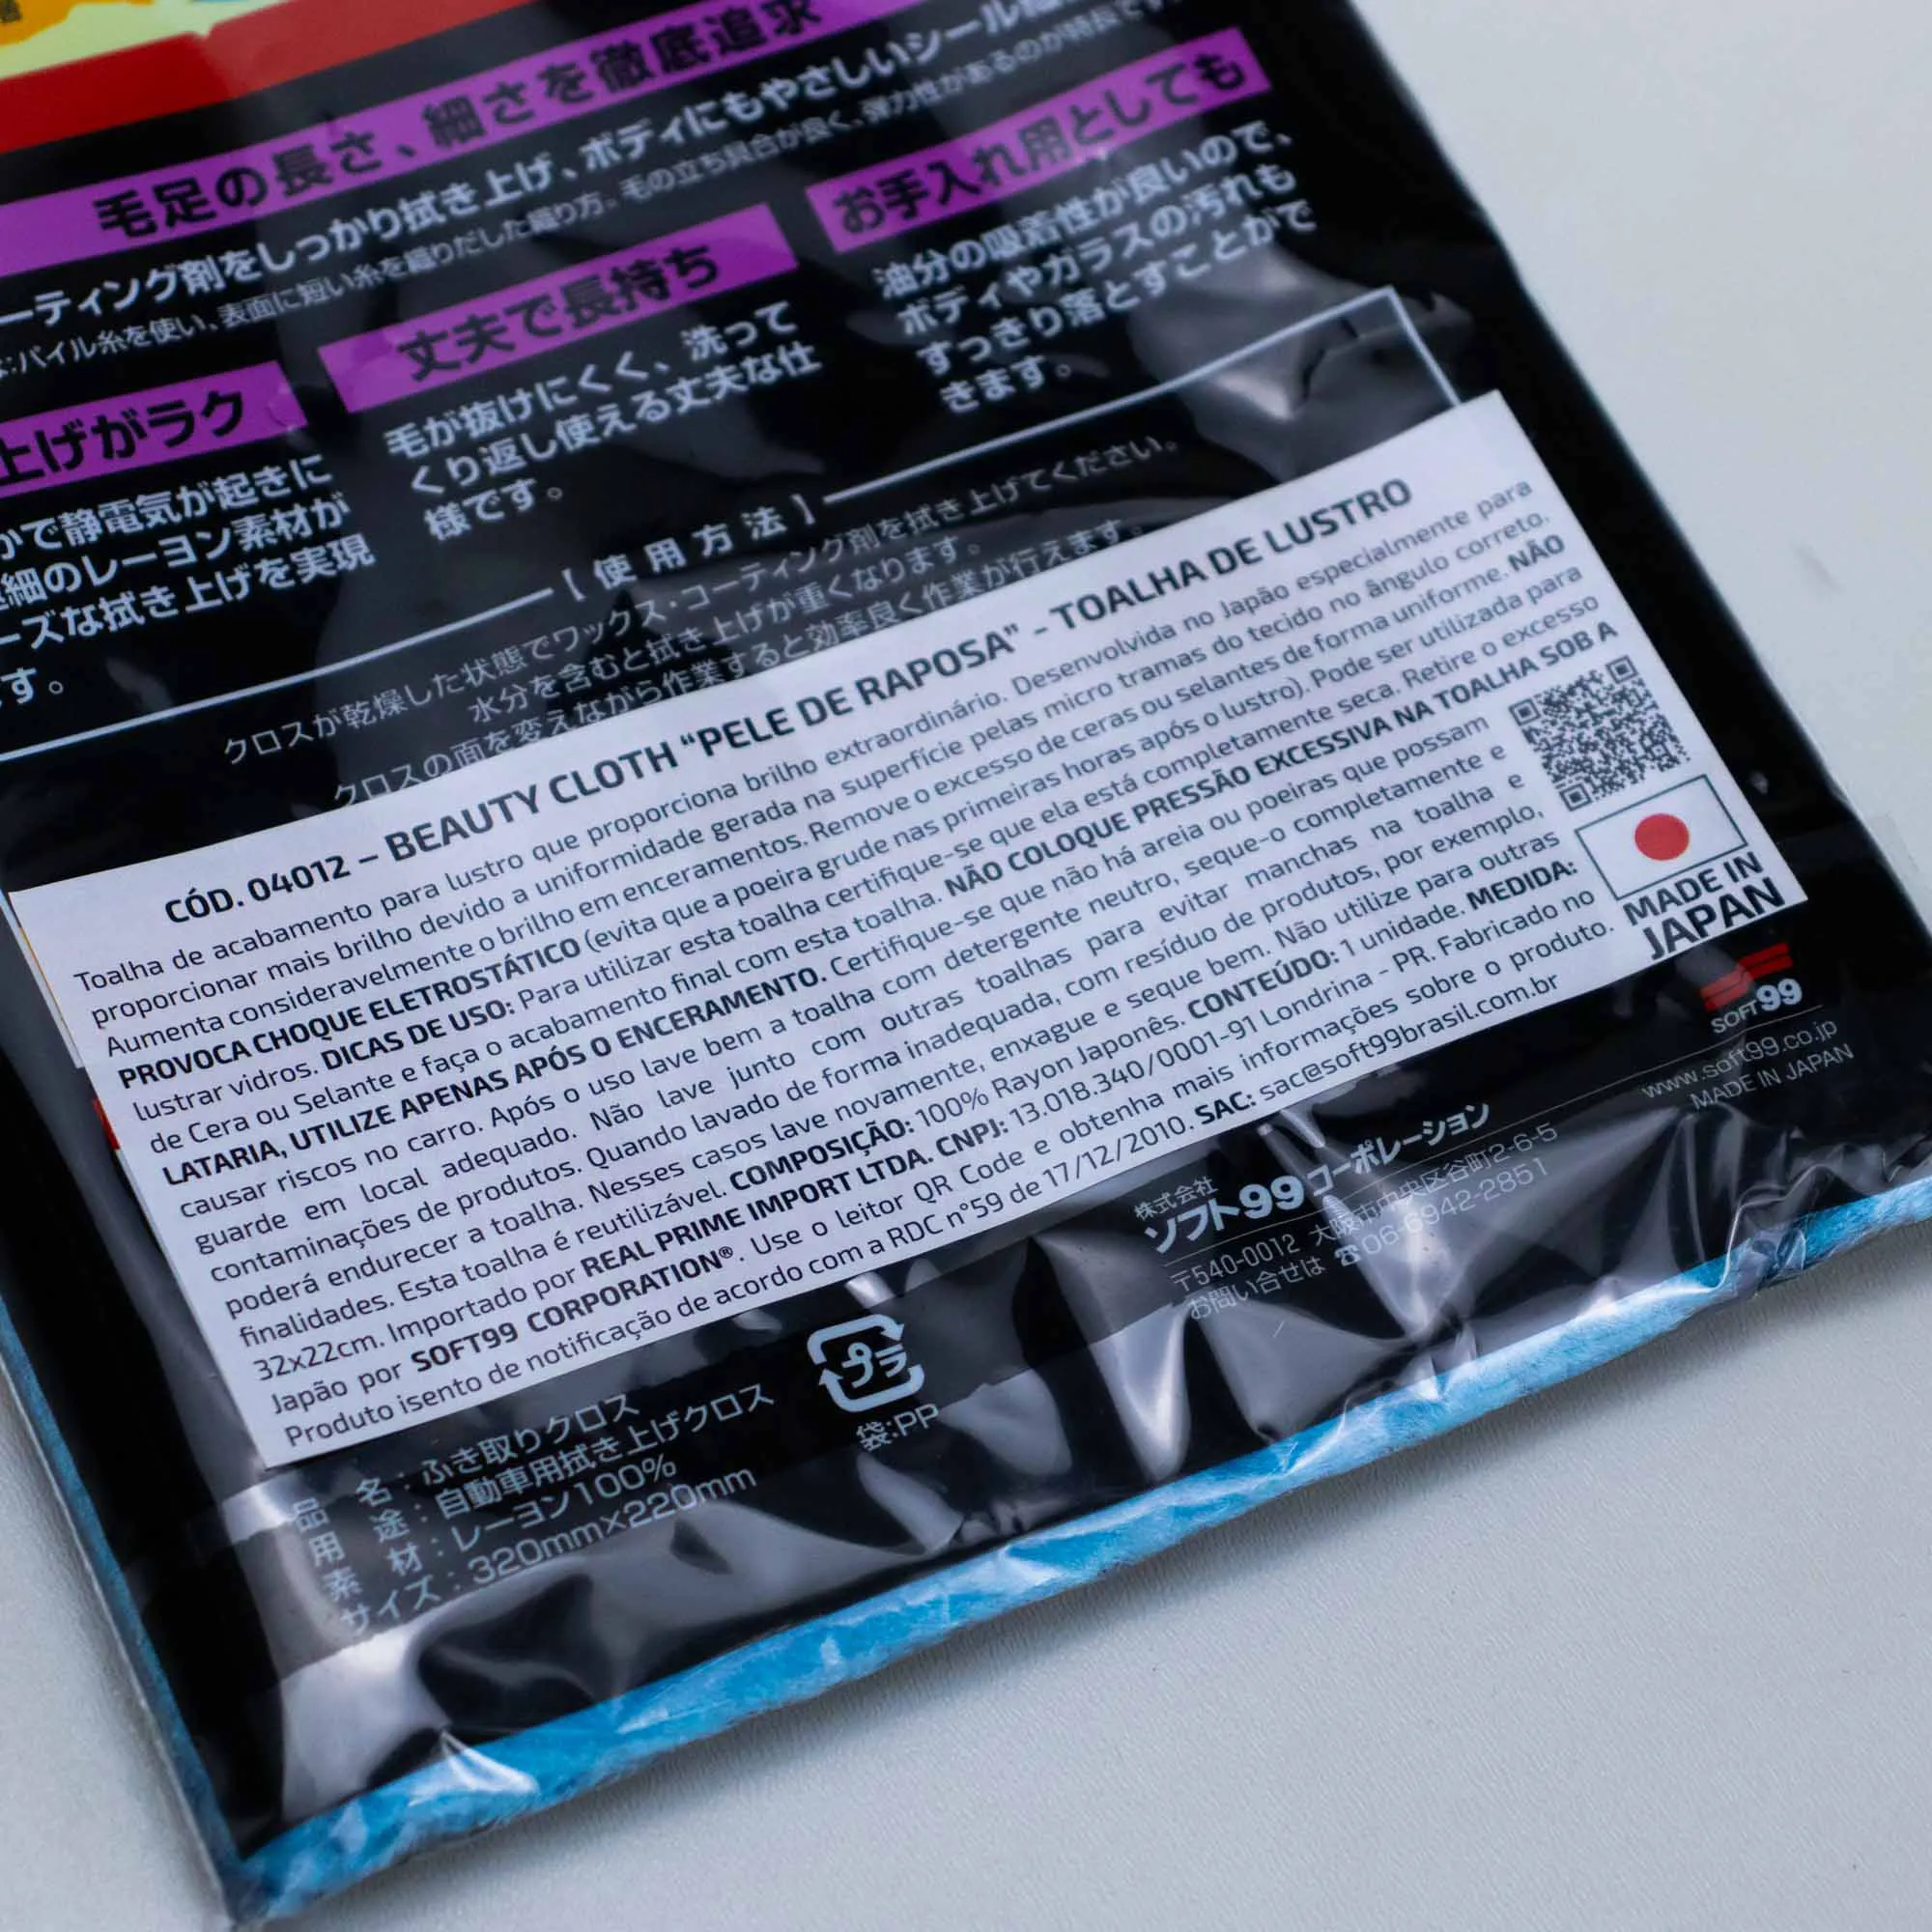 毛足の長さ、細さを徹底追求
ーティング剤をしっかり拭き上げ、ボディにもやさしいシール
:パイル糸を使い、表面に短い糸を織りだした織り方。毛の立ち具合が良く、弾力性があるのが特長で
上げがラク
かで静電気が起きに
細のレーヨン素材が
ーズな拭き上げを実現
す。
丈夫で長持ち
毛が抜けにくく、洗って
くり返し使える丈夫な仕
様です。
お手入れ用としても
油分の吸着性が良いので、
ボディやガラスの汚れも
すっきり落とすことがで
きます。
【使用方法】
クロスが乾燥した状態でワックス・コーティング剤を拭き上げてください。
水分を含むと拭き上げが重くなります。
クロスの面を変えながら作業すると効率良く作業が行えます。
CÓD. 04012 – BEAUTY CLOTH “PELE DE RAPOSA” - TOALHA DE LUSTRO
Toalha de acabamento para lustro que proporciona brilho extraordinário. Desenvolvida no Japão especialmente para
proporcionar mais brilho devido a uniformidade gerada na superfície pelas micro tramas do tecido no ângulo correto.
Aumenta consideravelmente o brilho em enceramentos. Remove o excesso de ceras ou selantes de forma uniforme. NÃO
PROVOCA CHOQUE ELETROSTÁTICO (evita que a poeira grude nas primeiras horas após o lustro). Pode ser utilizada para
lustrar vidros. DICAS DE USO: Para utilizar esta toalha certifique-se que ela está completamente seca. Retire o excesso
de Cera ou Selante e faça o acabamento final com esta toalha. NÃO COLOQUE PRESSÃO EXCESSIVA NA TOALHA SOB A
LATARIA, UTILIZE APENAS APÓS O ENCERAMENTO. Certifique-se que não há areia ou poeiras que possam
causar riscos no carro. Após o uso lave bem a toalha com detergente neutro, seque-o completamente e
guarde em local adequado. Não lave junto com outras toalhas para evitar manchas na toalha e
contaminações de produtos. Quando lavado de forma inadequada, com resíduo de produtos, por exemplo,
poderá endurecer a toalha. Nesses casos lave novamente, enxague e seque bem. Não utilize para outras
finalidades. Esta toalha é reutilizável. COMPOSIÇÃO: 100% Rayon Japonês. CONTEÚDO: 1 unidade. MEDIDA:
32x22cm. Importado por REAL PRIME IMPORT LTDA. CNPJ: 13.018.340/0001-91 Londrina - PR. Fabricado no
Japão por SOFT99 CORPORATION®. Use o leitor QR Code e obtenha mais informações sobre o produto.
Produto isento de notificação de acordo com a RDC n°59 de 17/12/2010. SAC: sac@soft99brasil.com.br
MADE IN
JAPAN
SOFT99
www.soft99.co.jp
MADE IN JAPAN
株式会社
ソフト99コーポレーション
〒540-0012 大阪市中央区谷町2-6-5
お問い合せは ☎06-6942-2851
プラ
袋:PP
品名:ふき取りクロス
用途:自動車用拭き上げクロス
素材:レーヨン100%
サイズ:320mm×220mm